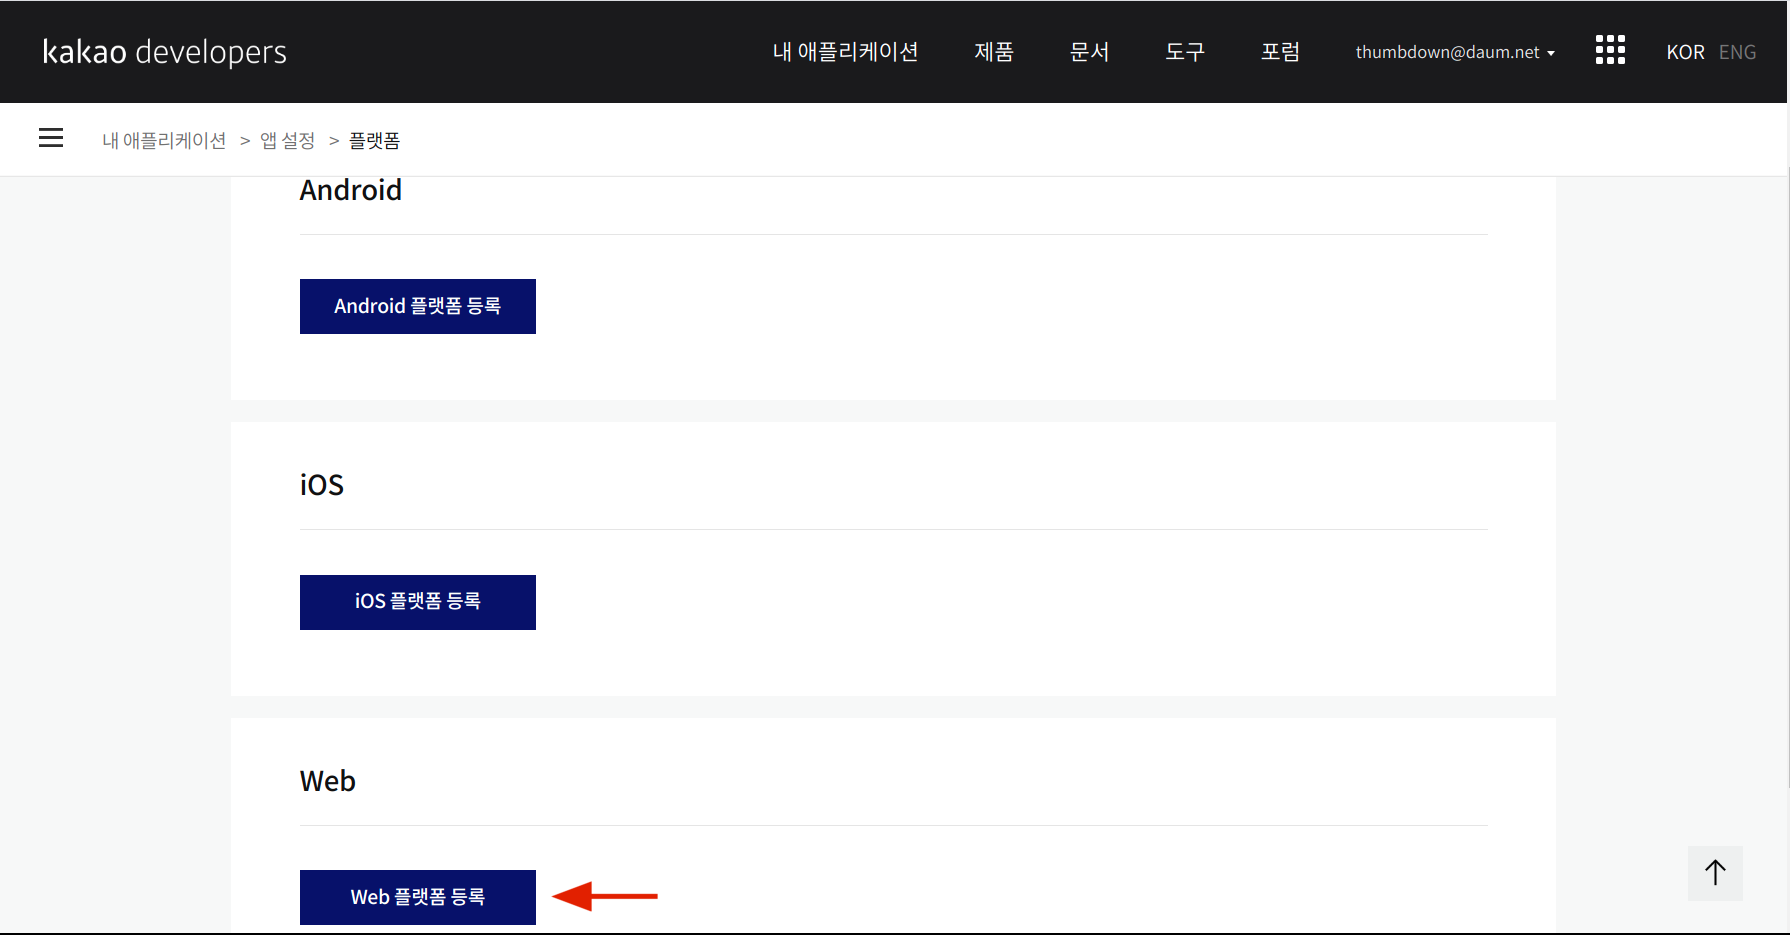 kakao developers
내 애플리케이션 제품 문서 도구 포럼 thumbdown@daum.net KOR ENG
내 애플리케이션 > 앱 설정 > 플랫폼
Android
Android 플랫폼 등록
iOS
iOS 플랫폼 등록
Web
Web 플랫폼 등록